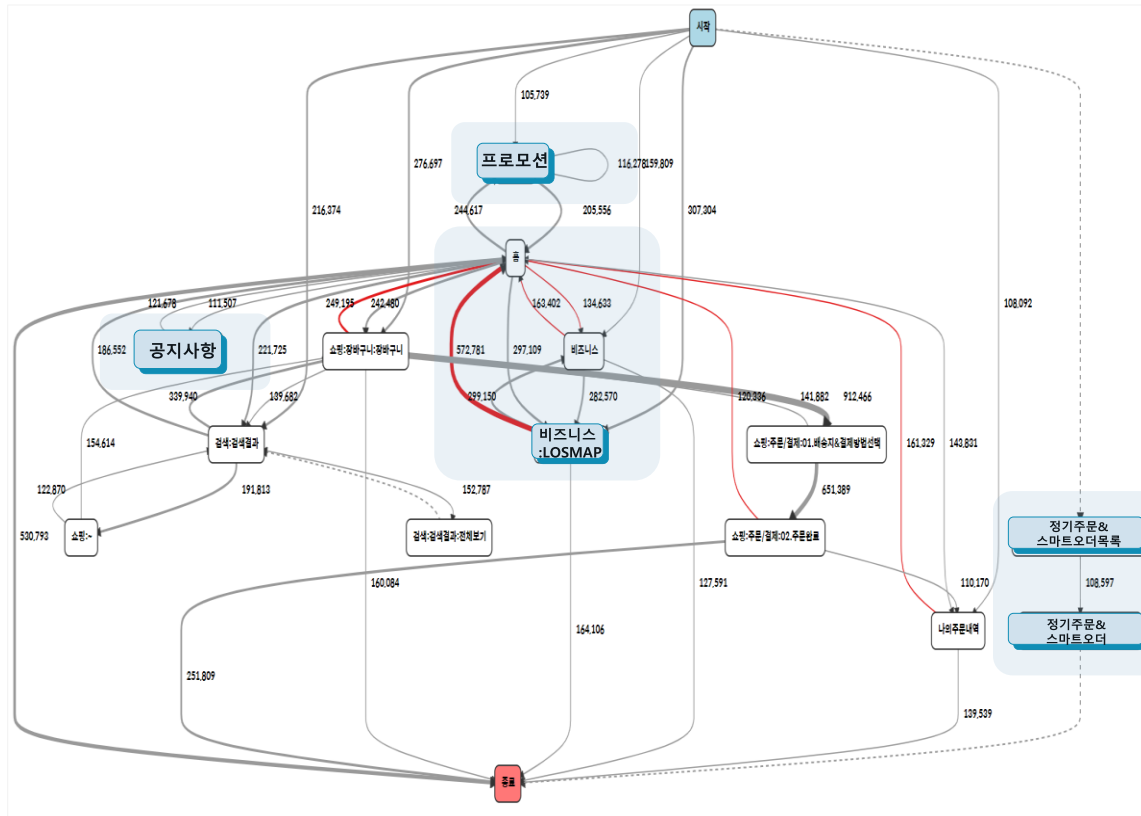 시작
105,739
프로모션
276,697
116,278
159,809
216,374
244,617
205,556
307,304
홈
121,678
111,507
249,195
242,480
163,402
134,633
108,092
공지사항
186,552
221,725
쇼핑:장바구니:장바구니
572,781
297,109
비즈니스
339,940
139,682
299,150
282,570
120,336
141,882
912,466
154,614
검색:검색결과
비즈니스
:LOSMAP
쇼핑:주문/결제:01.배송지&결제방법선택
161,329
143,831
122,870
191,813
152,787
651,389
530,793
쇼핑:~
검색:검색결과:전체보기
쇼핑:주문/결제:02.주문완료
정기주문&
스마트오더목록
160,084
127,591
110,170
108,597
164,106
나의주문내역
정기주문&
스마트오더
251,809
139,539
종료